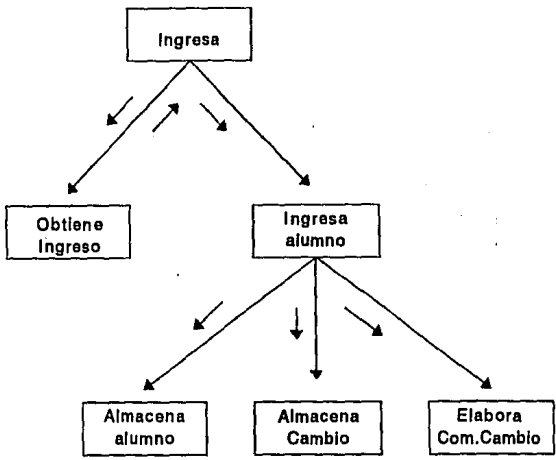 Ingresa
Obtiene
Ingreso
Ingresa
alumno
Almacena
alumno
Almacena
Cambio
Elabora
Com.Cambio